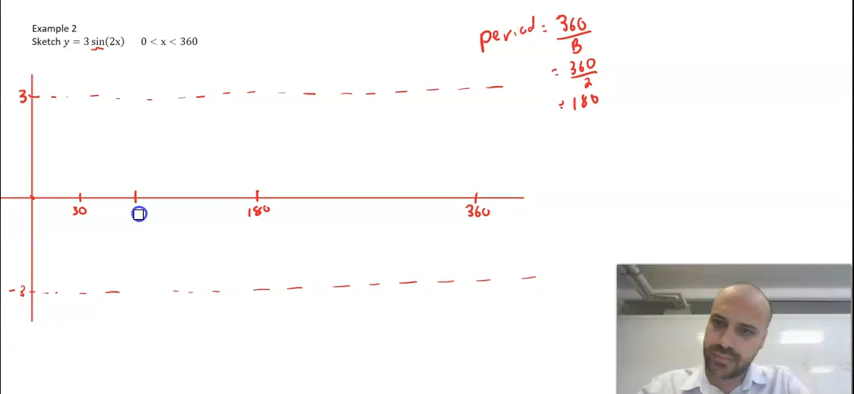 Example 2
Sketch y = 3 sin(2x) 0 < x < 360
period = 360/B
= 360/2
= 180
3
30 180 360
-3